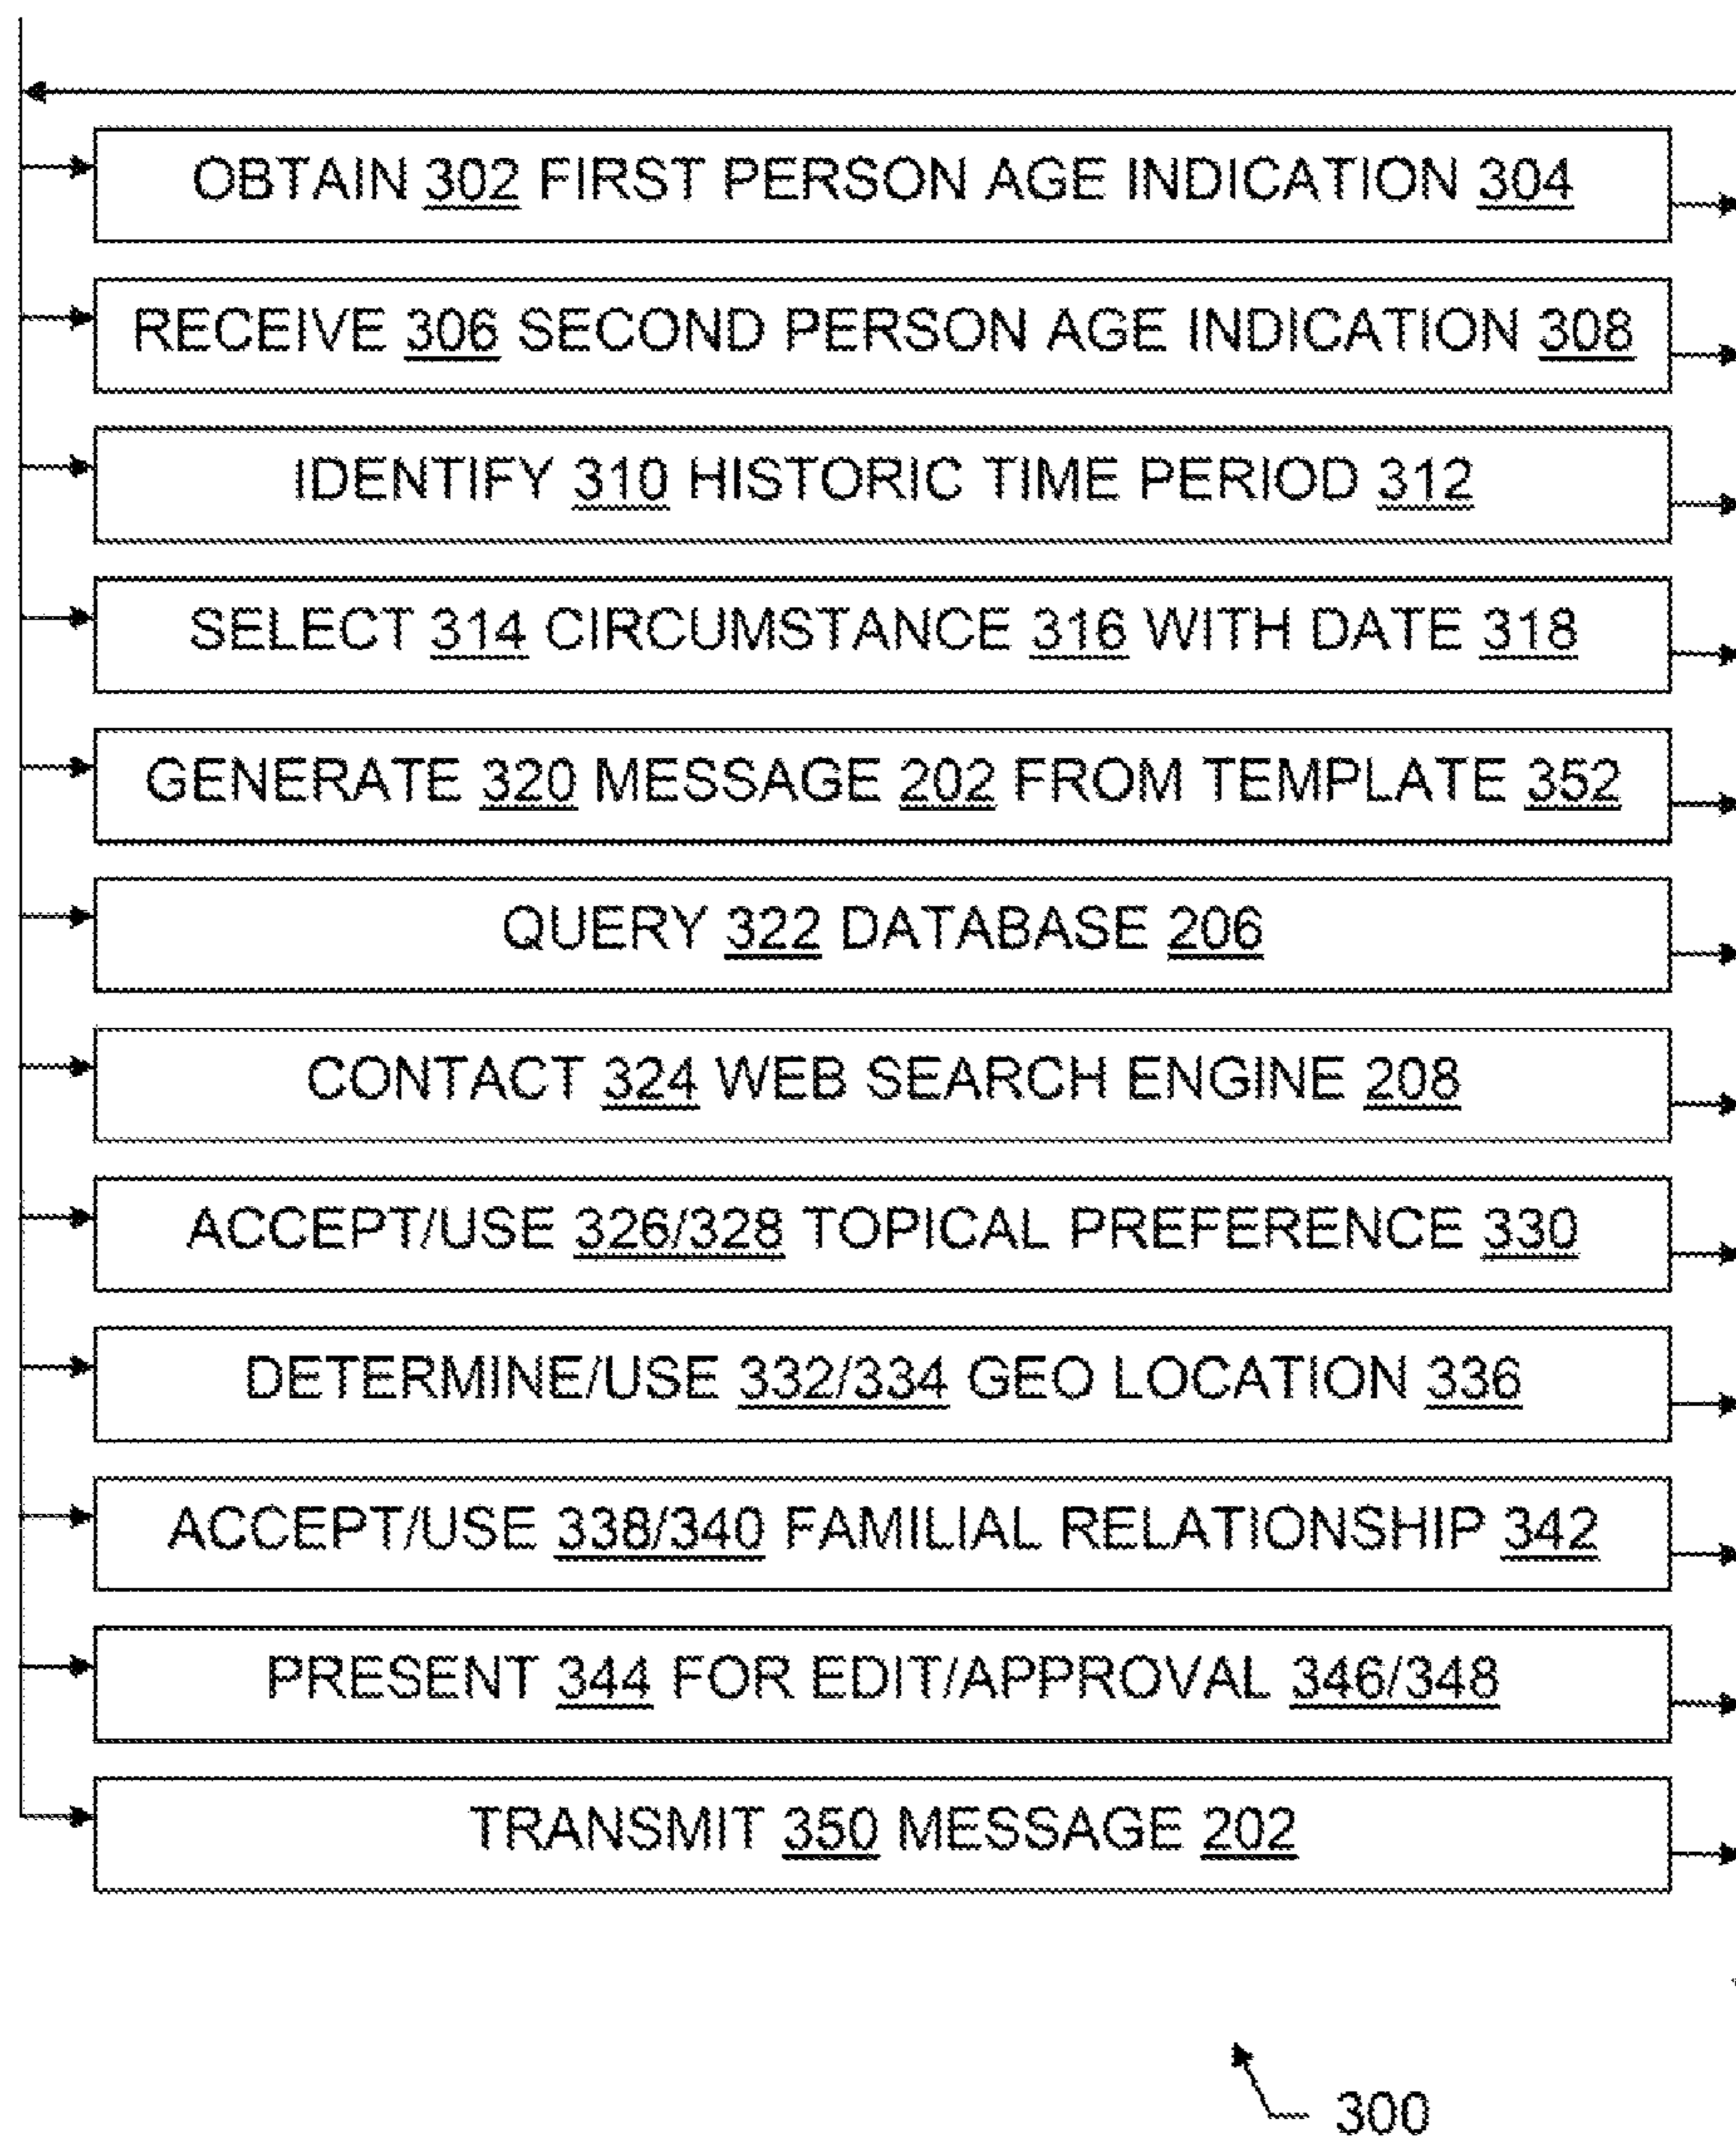 OBTAIN 302 FIRST PERSON AGE INDICATION 304
RECEIVE 306 SECOND PERSON AGE INDICATION 308
IDENTIFY 310 HISTORIC TIME PERIOD 312
SELECT 314 CIRCUMSTANCE 316 WITH DATE 318
GENERATE 320 MESSAGE 202 FROM TEMPLATE 352
QUERY 322 DATABASE 206
CONTACT 324 WEB SEARCH ENGINE 208
ACCEPT/USE 326/328 TOPICAL PREFERENCE 330
DETERMINE/USE 332/334 GEO LOCATION 336
ACCEPT/USE 338/340 FAMILIAL RELATIONSHIP 342
PRESENT 344 FOR EDIT/APPROVAL 346/348
TRANSMIT 350 MESSAGE 202
300